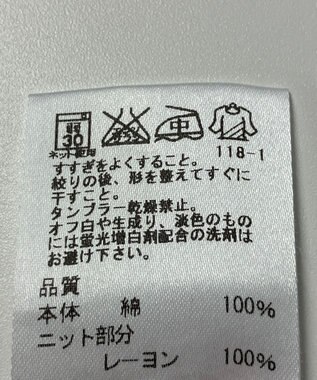 弱
30
ネット使用
中
118-1
すすぎをよくすること。
絞りの後、形を整えてすぐに
干すこと。
タンブラー乾燥禁止。
オフ白や生成り、淡色のもの
には蛍光増白剤配合の洗剤は
お避け下さい。
品質
本体 綿 100%
ニット部分
レーヨン 100%